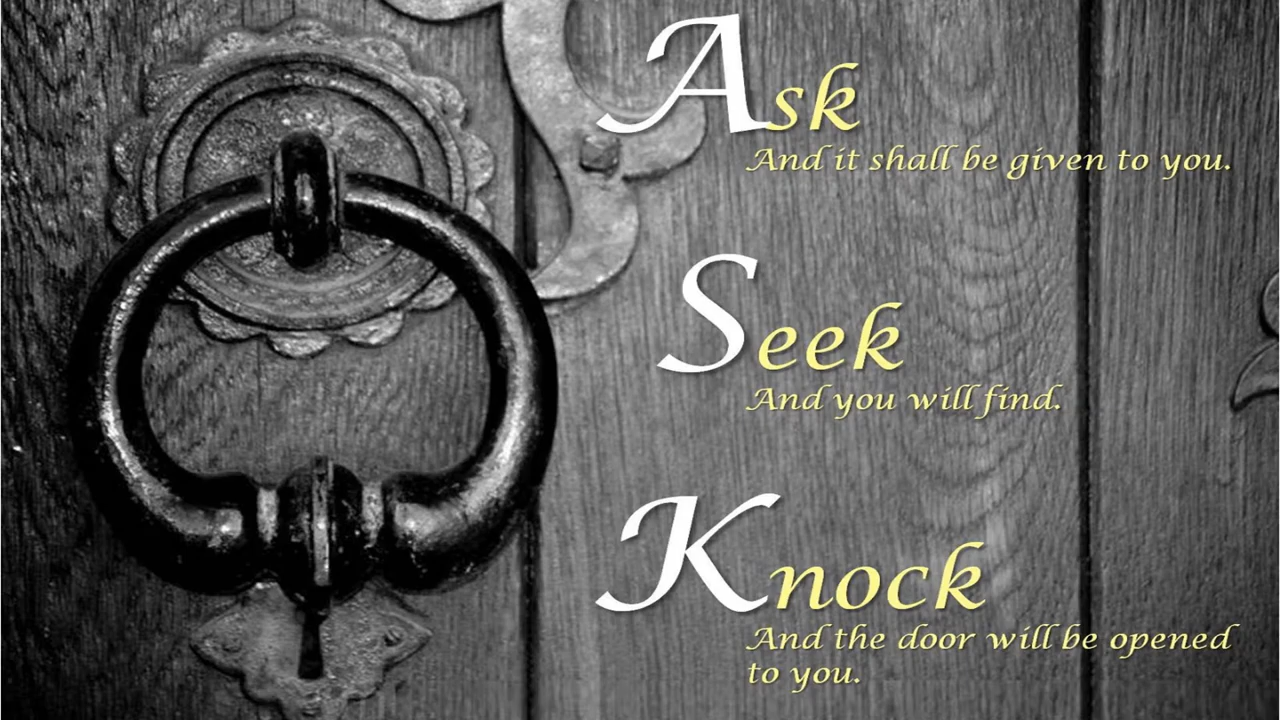 Ask
And it shall be given to you.
Seek
And you will find.
Knock
And the door will be opened
to you.